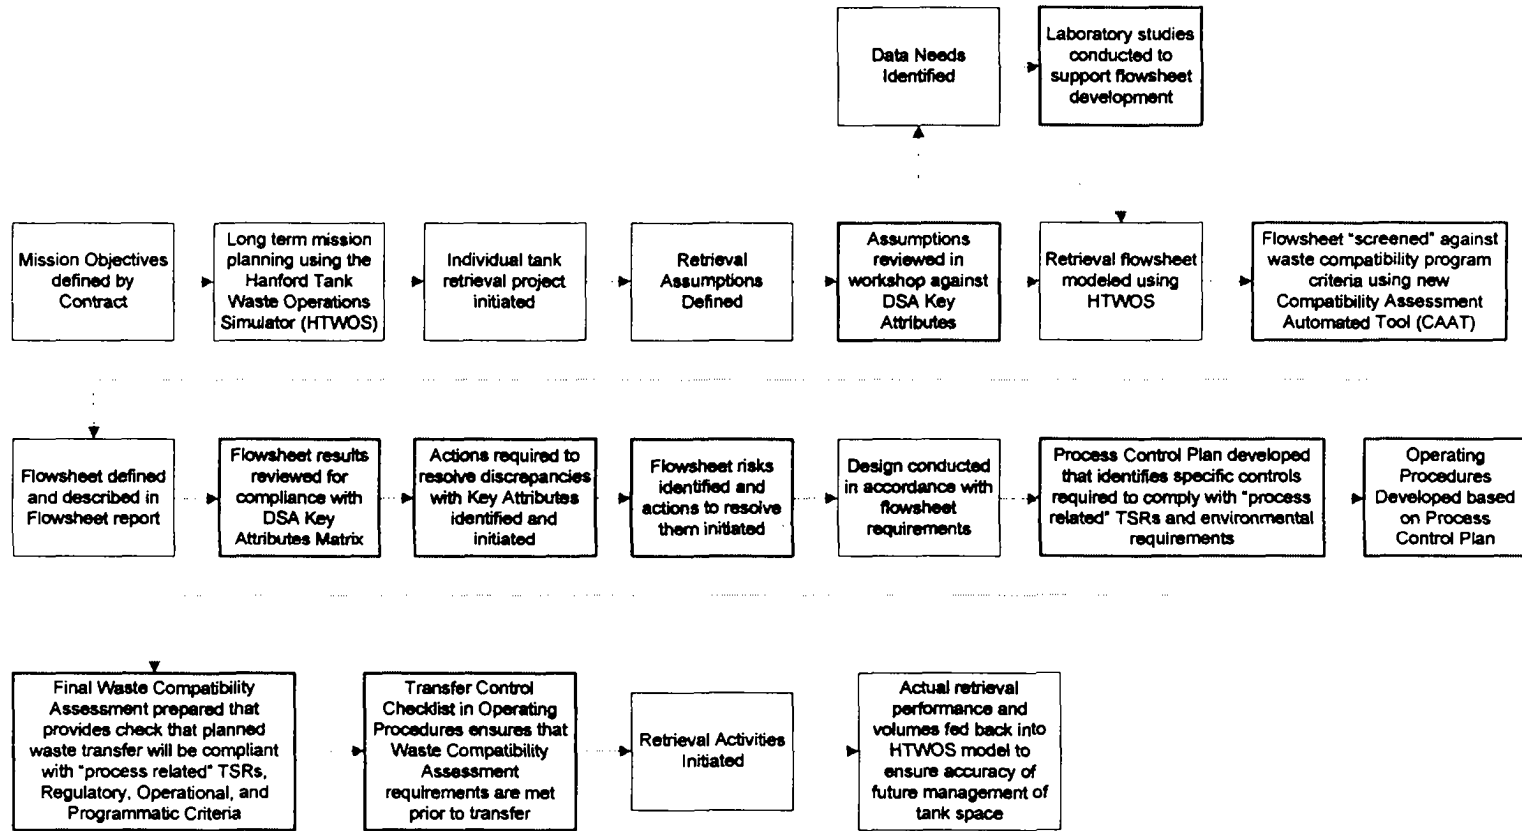 Data Needs
Identified
Laboratory studies
conducted to
support flowsheet
development
Mission Objectives
defined by
Contract
Long term mission
planning using the
Hanford Tank
Waste Operations
Simulator (HTWOS)
Individual tank
retrieval project
initiated
Retrieval
Assumptions
Defined
Assumptions
reviewed in
workshop against
DSA Key
Attributes
Retrieval flowsheet
modeled using
HTWOS
Flowsheet "screened" against
waste compatibility program
criteria using new
Compatibility Assessment
Automated Tool (CAAT)
Flowsheet defined
and described in
Flowsheet report
Flowsheet results
reviewed for
compliance with
DSA Key
Attributes Matrix
Actions required to
resolve discrepancies
with Key Attributes
identified and
initiated
Flowsheet risks
identified and
actions to resolve
them initiated
Design conducted
in accordance with
flowsheet
requirements
Process Control Plan developed
that identifies specific controls
required to comply with "process
related" TSRs and environmental
requirements
Operating
Procedures
Developed based
on Process
Control Plan
Final Waste Compatibility
Assessment prepared that
provides check that planned
waste transfer will be compliant
with "process related" TSRs,
Regulatory, Operational, and
Programmatic Criteria
Transfer Control
Checklist in Operating
Procedures ensures that
Waste Compatibility
Assessment
requirements are met
prior to transfer
Retrieval Activities
Initiated
Actual retrieval
performance and
volumes fed back into
HTWOS model to
ensure accuracy of
future management of
tank space